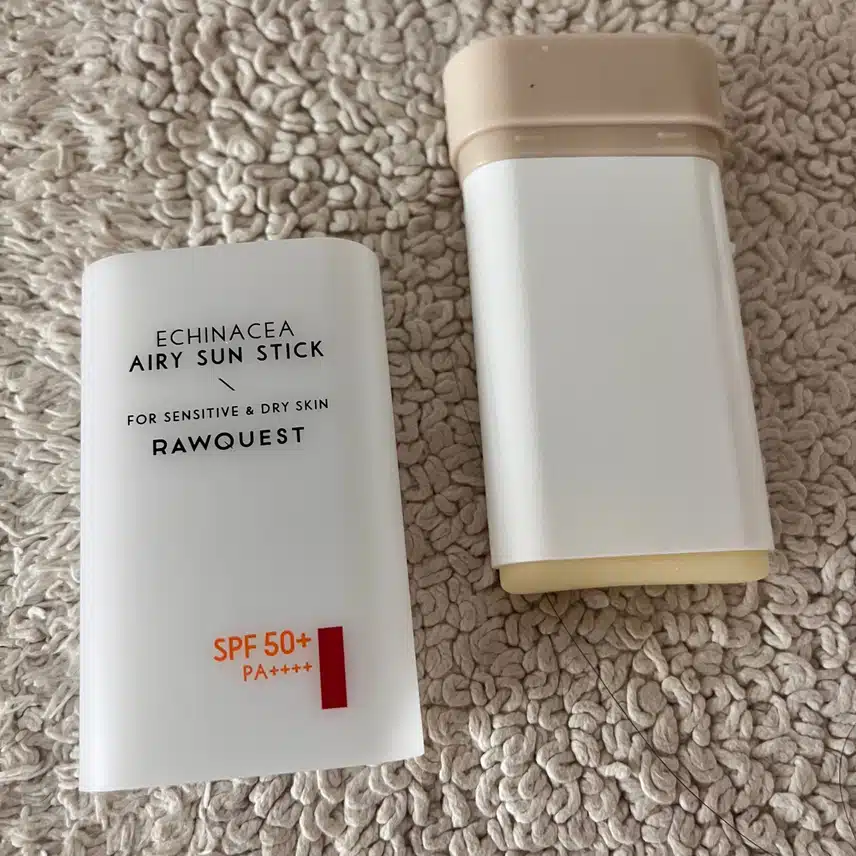 ECHINACEA
AIRY SUN STICK
\
FOR SENSITIVE & DRY SKIN
RAWQUEST
SPF 50+
PA++++